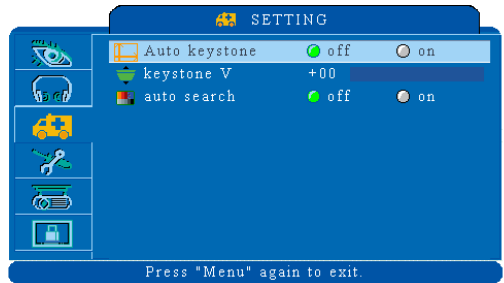 SETTING
Auto keystone off on
keystone V +00
auto search off on
Press "Menu" again to exit.